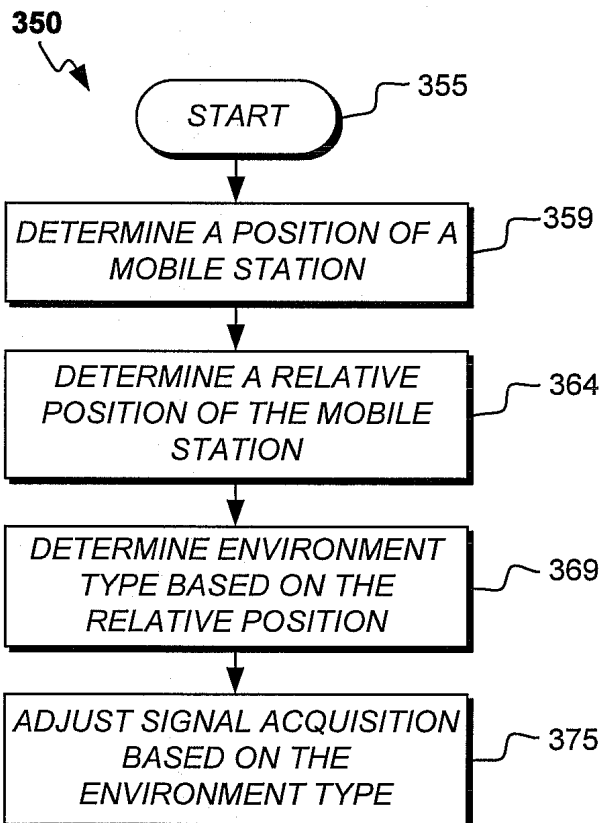 350
START
355
DETERMINE A POSITION OF A
MOBILE STATION
359
DETERMINE A RELATIVE
POSITION OF THE MOBILE
STATION
364
DETERMINE ENVIRONMENT
TYPE BASED ON THE
RELATIVE POSITION
369
ADJUST SIGNAL ACQUISITION
BASED ON THE
ENVIRONMENT TYPE
375